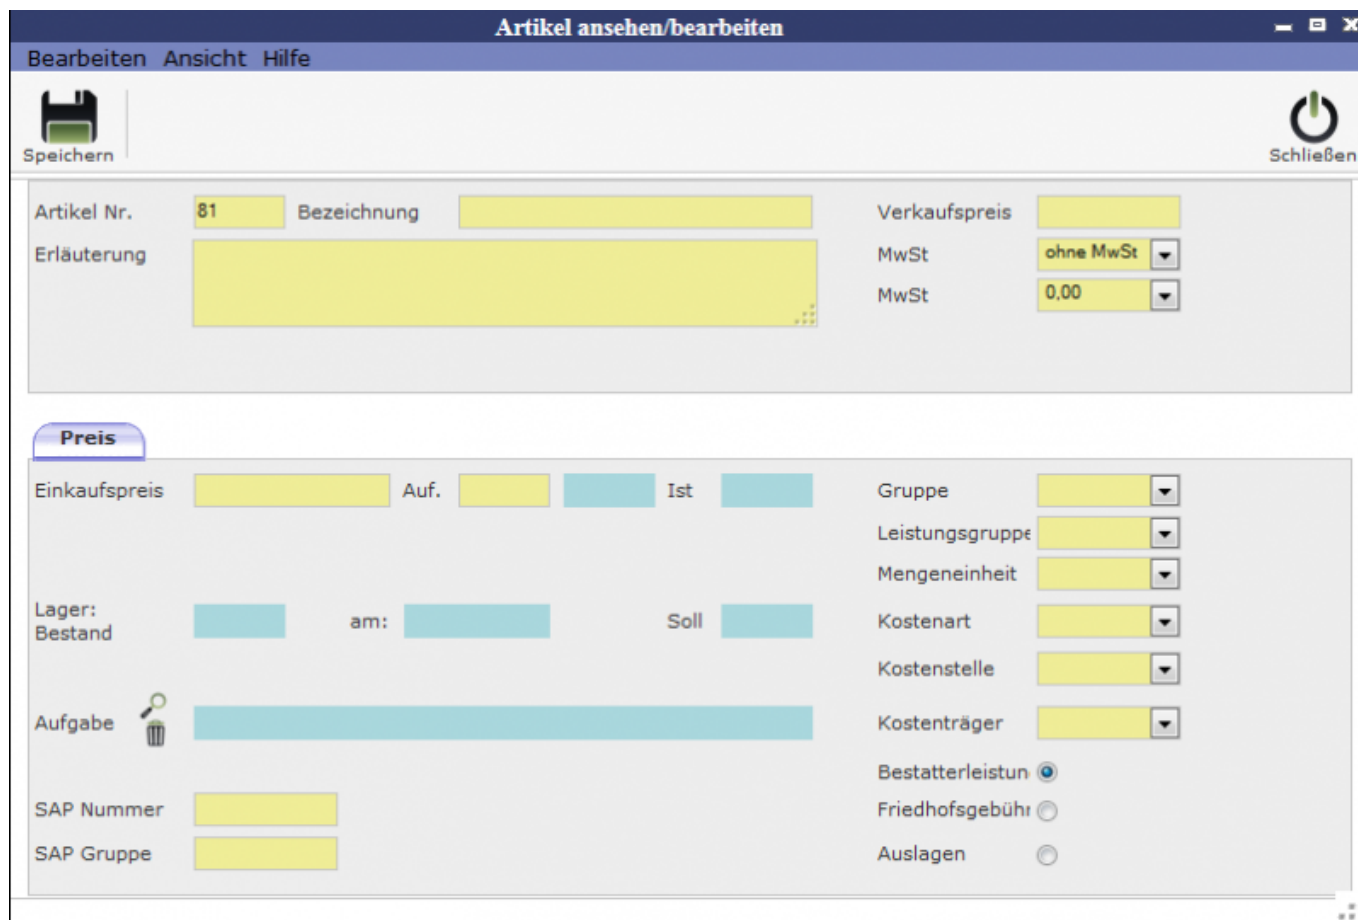 Artikel ansehen/bearbeiten
Bearbeiten Ansicht Hilfe
Speichern
Schließen
Artikel Nr. 81 Bezeichnung Verkaufspreis
Erläuterung MwSt ohne MwSt
MwSt 0,00
Preis
Einkaufspreis Auf. Ist Gruppe
Leistungsgruppe
Mengeneinheit
Lager:
Bestand am: Soll Kostenart
Kostenstelle
Aufgabe Kostenträger
Bestatterleistun
SAP Nummer Friedhofsgebühr
SAP Gruppe Auslagen